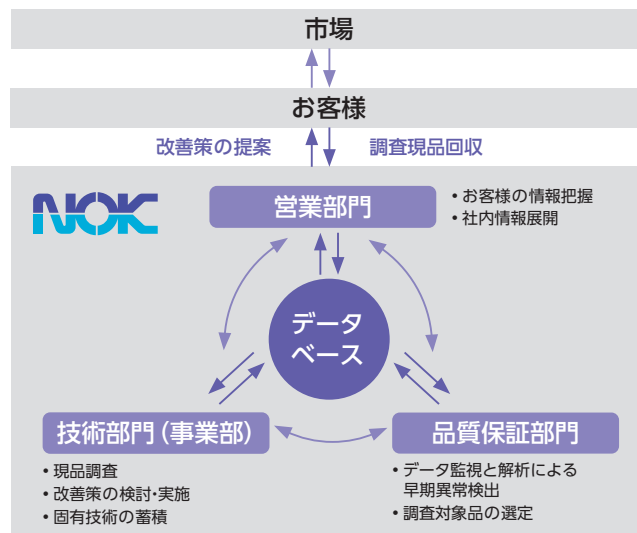 市場
お客様
改善策の提案
調査現品回収
NOK
営業部門
• お客様の情報把握
• 社内情報展開
データ
ベース
技術部門（事業部）
• 現品調査
• 改善策の検討・実施
• 固有技術の蓄積
品質保証部門
• データ監視と解析による
早期異常検出
• 調査対象品の選定